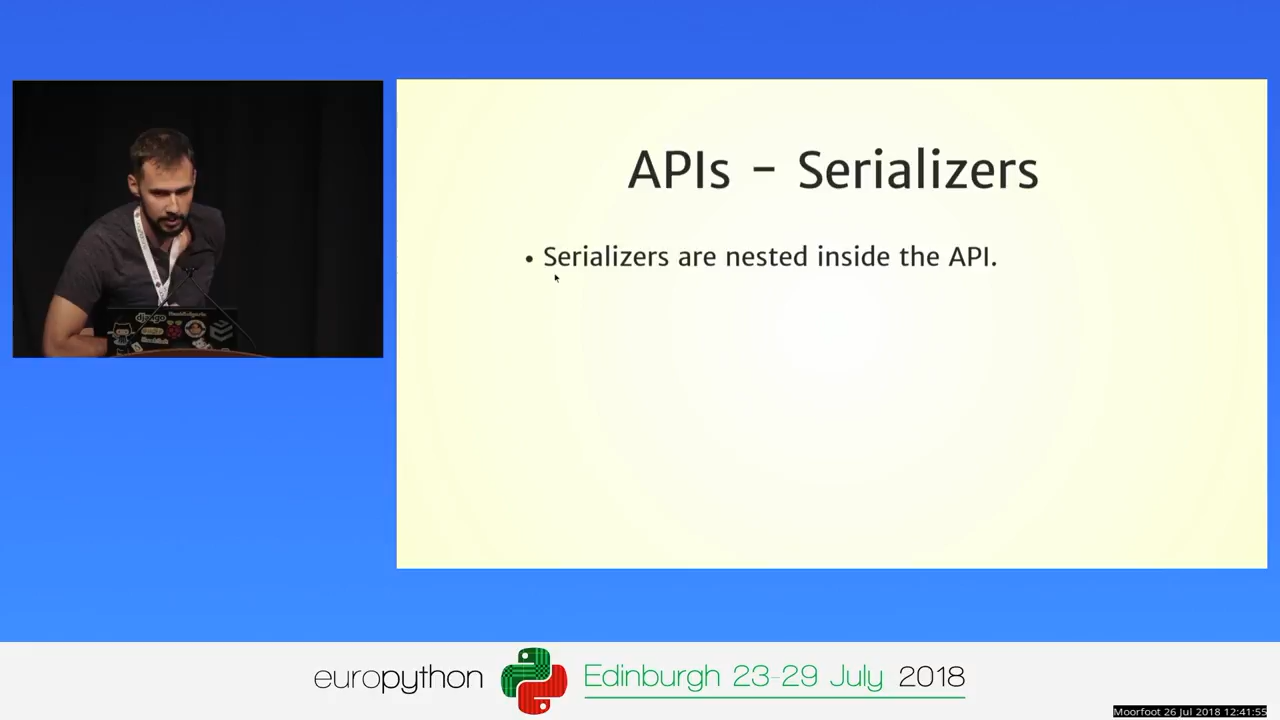 APIs - Serializers
• Serializers are nested inside the API.
django
europython
Edinburgh 23-29 July 2018
Moorfoot 26 Jul 2018 12:41:55